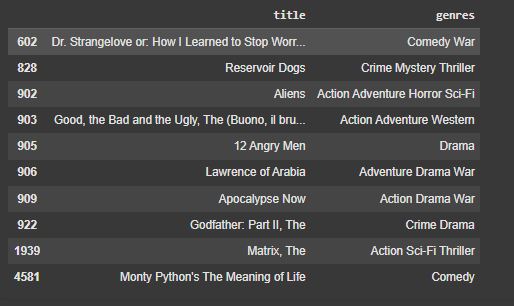 title genres
602 Dr. Strangelove or: How I Learned to Stop Worr... Comedy War
828 Reservoir Dogs Crime Mystery Thriller
902 Aliens Action Adventure Horror Sci-Fi
903 Good, the Bad and the Ugly, The (Buono, il bru... Action Adventure Western
905 12 Angry Men Drama
906 Lawrence of Arabia Adventure Drama War
909 Apocalypse Now Action Drama War
922 Godfather: Part II, The Crime Drama
1939 Matrix, The Action Sci-Fi Thriller
4581 Monty Python's The Meaning of Life Comedy